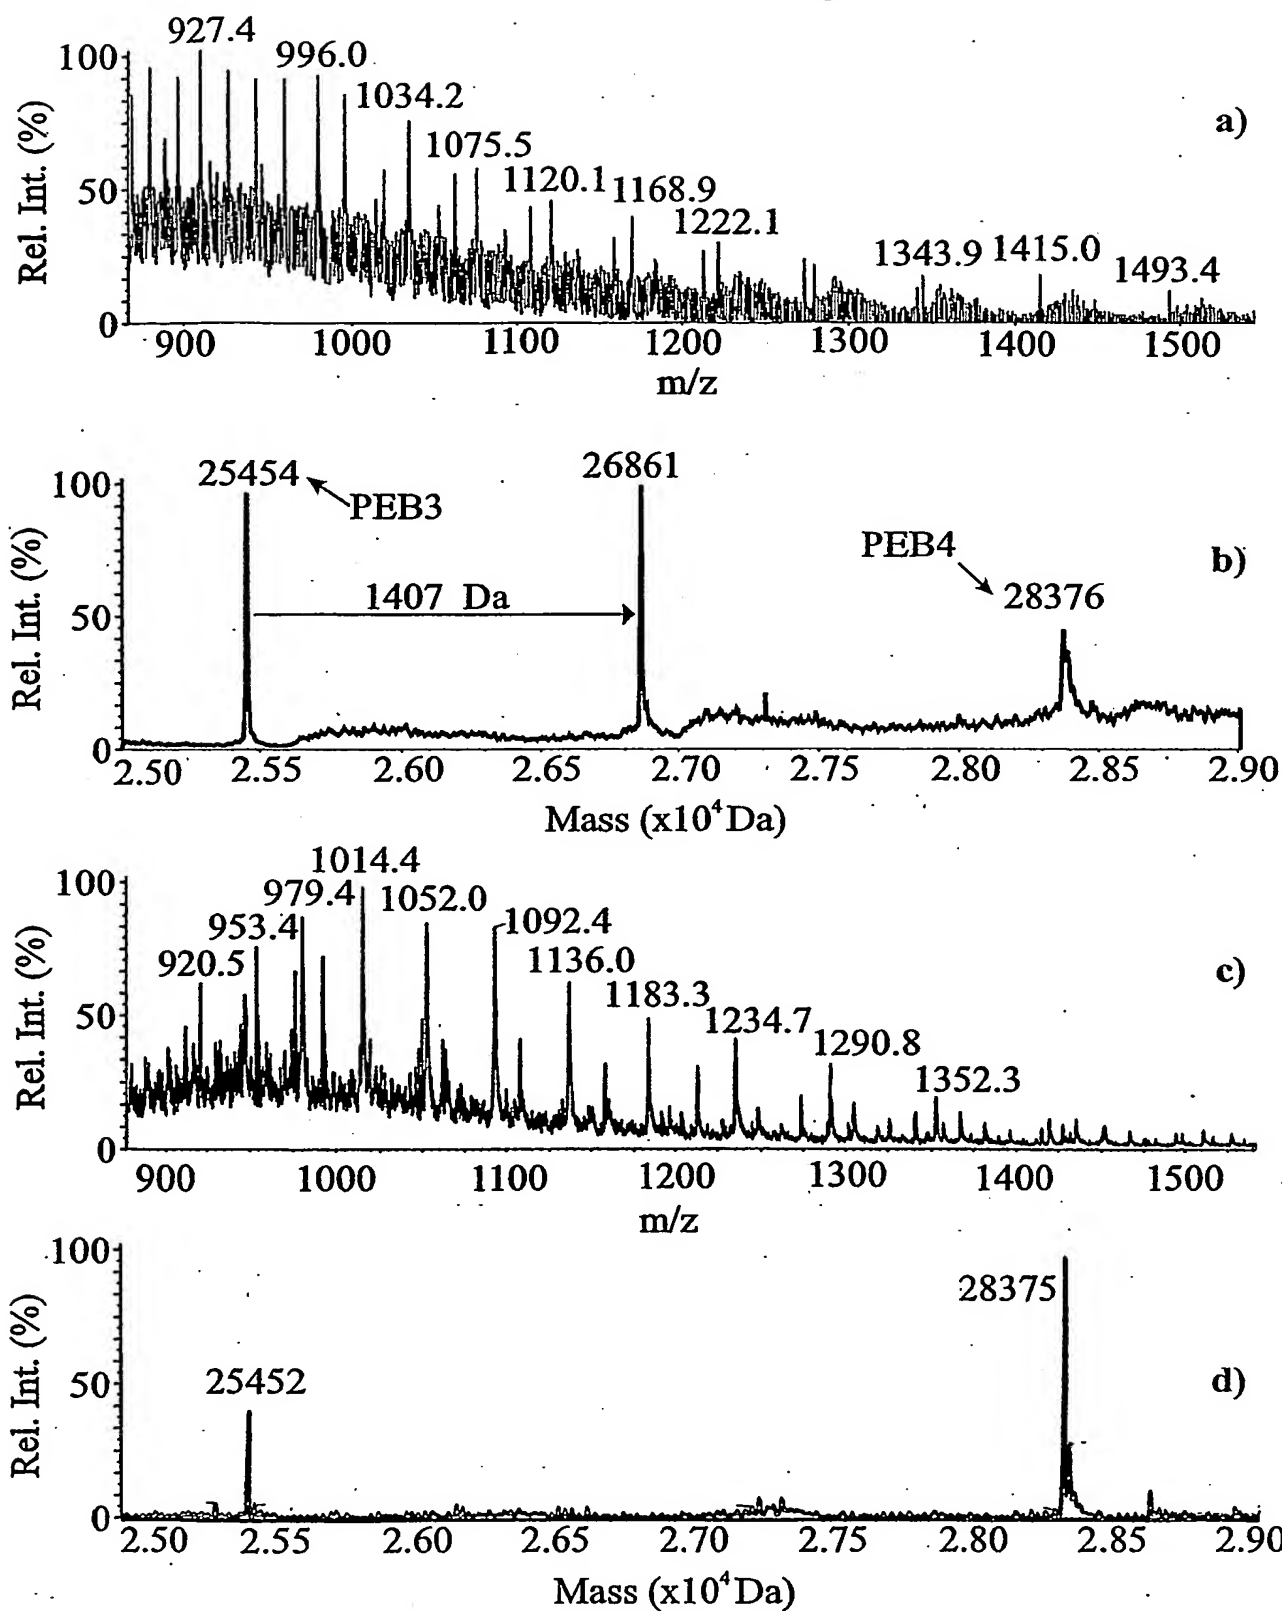 927.4
996.0
1034.2
1075.5
1120.1
1168.9
1222.1
1343.9
1415.0
1493.4
a)
100
50
0
Rel. Int. (%)
900 1000 1100 1200 1300 1400 1500
m/z
25454
PEB3
26861
1407 Da
PEB4
28376
b)
100
50
0
Rel. Int. (%)
2.50 2.55 2.60 2.65 2.70 2.75 2.80 2.85 2.90
Mass (x10⁴ Da)
920.5
953.4
979.4
1014.4
1052.0
1092.4
1136.0
1183.3
1234.7
1290.8
1352.3
c)
100
50
0
Rel. Int. (%)
900 1000 1100 1200 1300 1400 1500
m/z
25452
28375
d)
100
50
0
Rel. Int. (%)
2.50 2.55 2.60 2.65 2.70 2.75 2.80 2.85 2.90
Mass (x10⁴ Da)